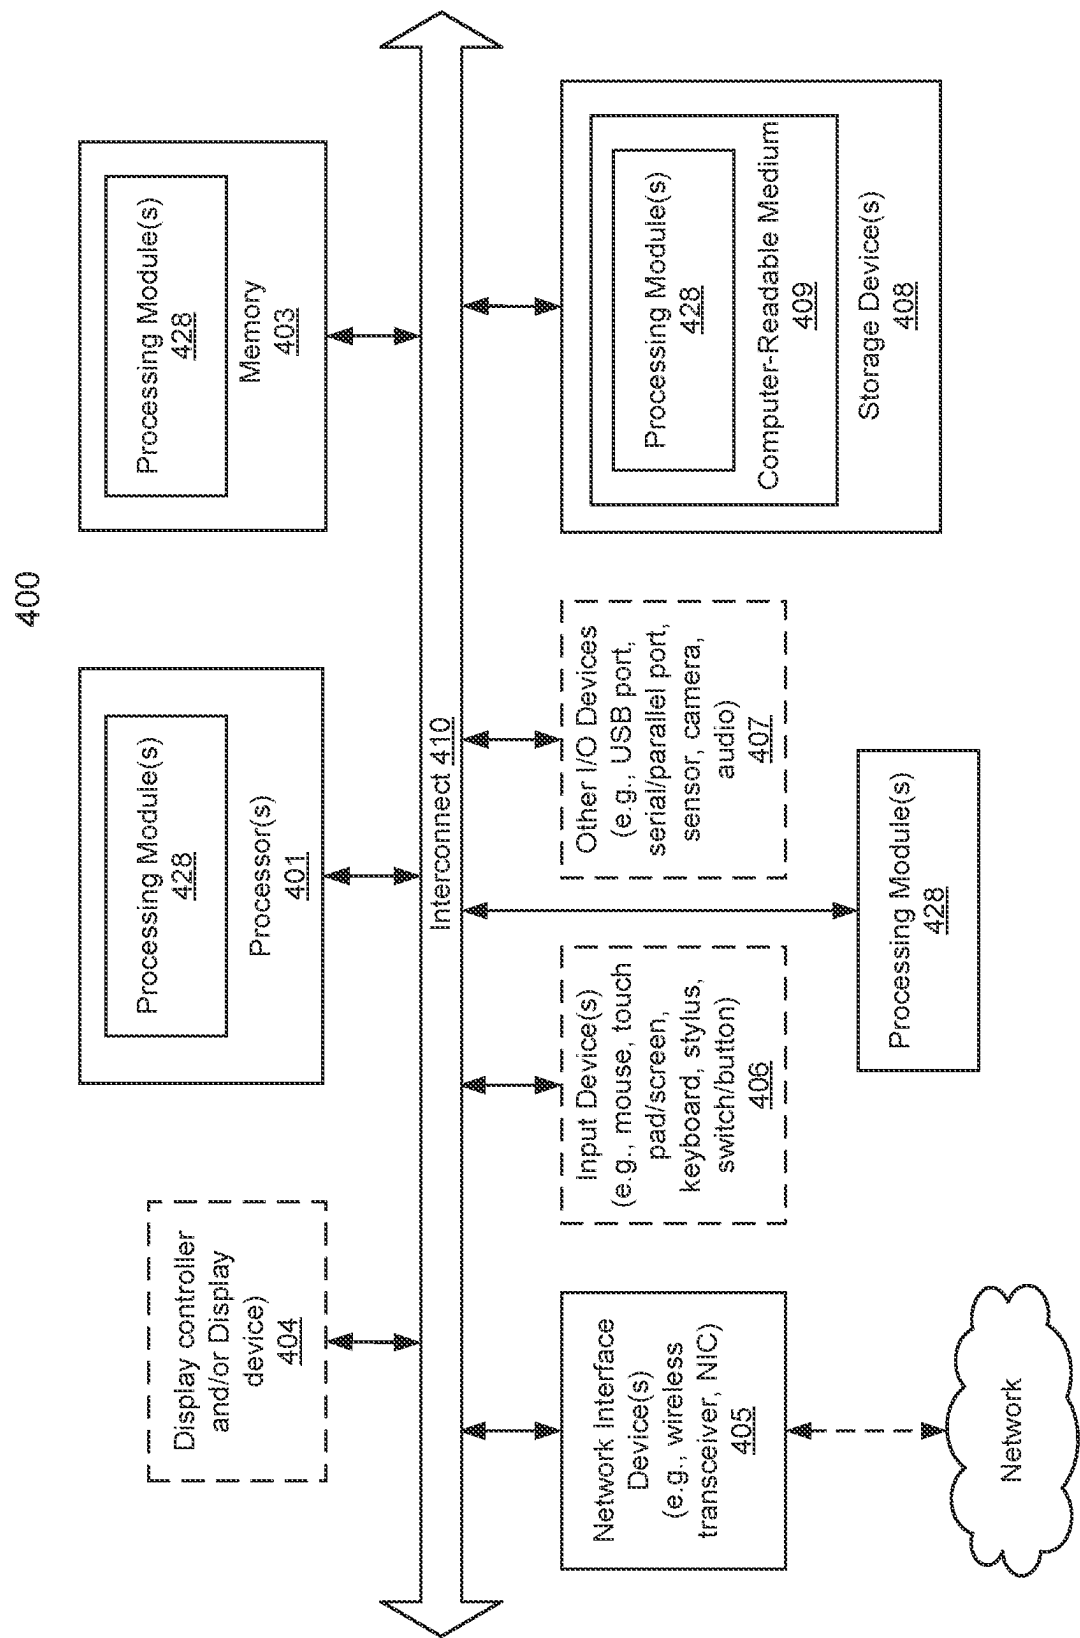 400
Display controller
and/or Display
device)
404
Processing Module(s)
428
Processor(s)
401
Processing Module(s)
428
Memory
403
Interconnect 410
Network Interface
Device(s)
(e.g., wireless
transceiver, NIC)
405
Input Device(s)
(e.g., mouse, touch
pad/screen,
keyboard, stylus,
switch/button)
406
Other I/O Devices
(e.g., USB port,
serial/parallel port,
sensor, camera,
audio)
407
Processing Module(s)
428
Computer-Readable Medium
409
Storage Device(s)
408
Processing Module(s)
428
Network